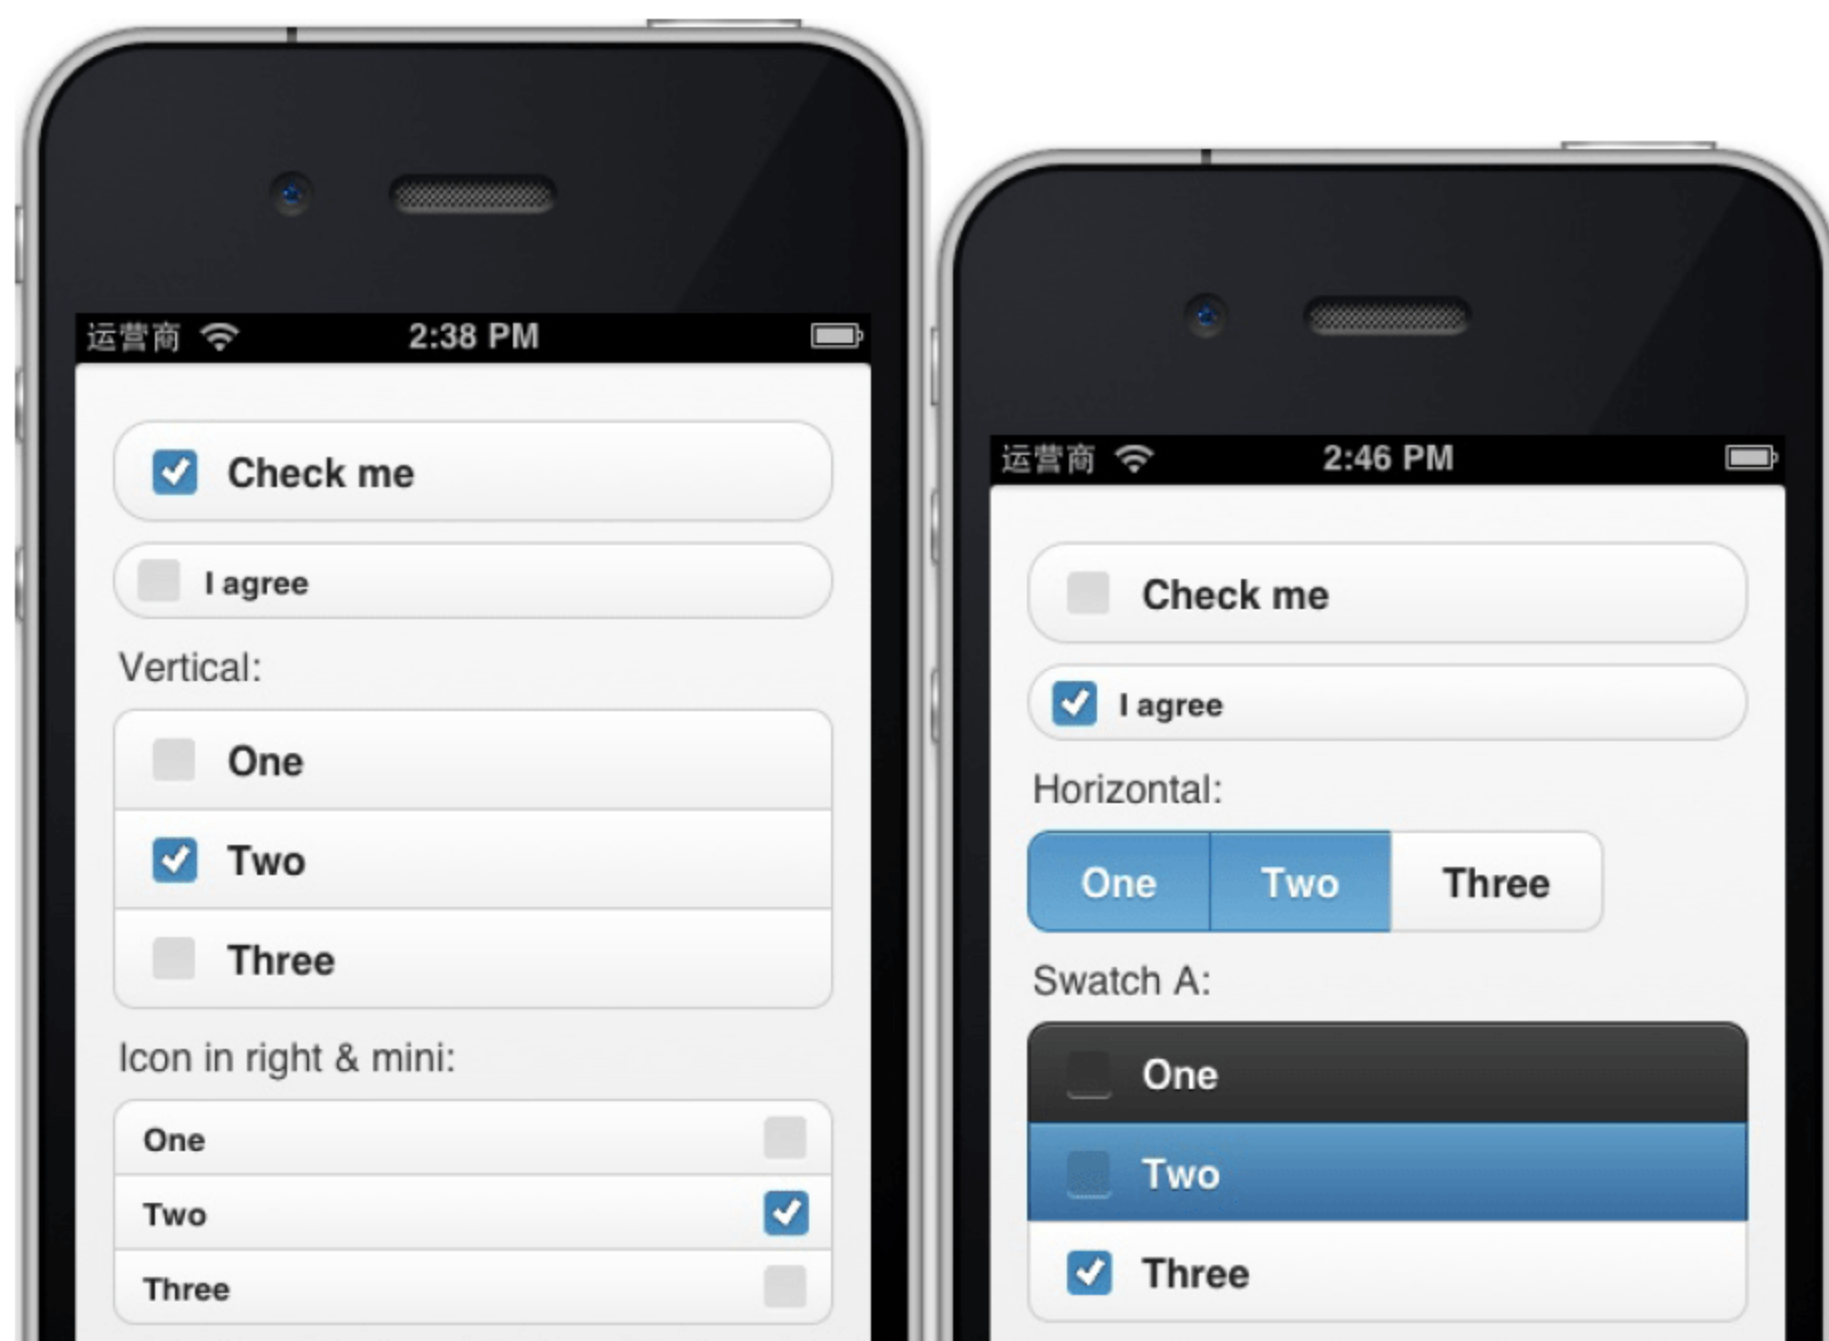 运营商 2:38 PM
Check me
I agree
Vertical:
One
Two
Three
Icon in right & mini:
One
Two
Three
运营商 2:46 PM
Check me
I agree
Horizontal:
One Two Three
Swatch A:
One
Two
Three